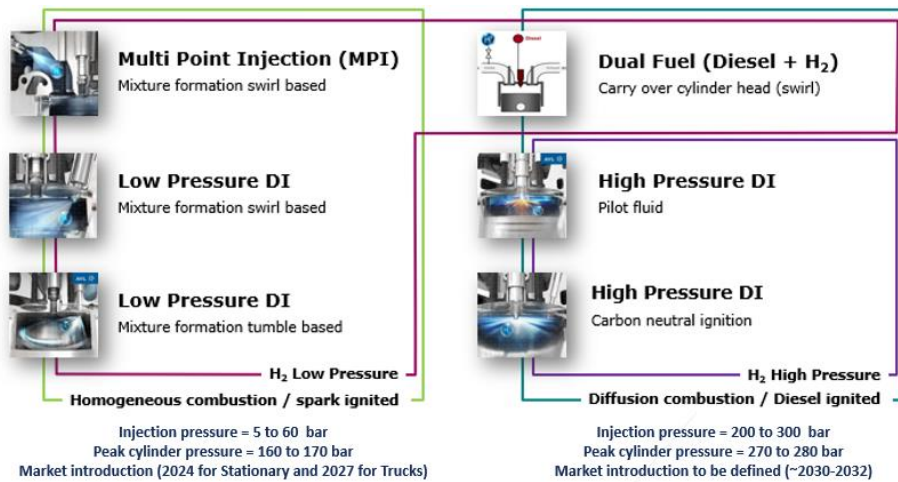 Multi Point Injection (MPI)
Mixture formation swirl based
Low Pressure DI
Mixture formation swirl based
Low Pressure DI
Mixture formation tumble based
H₂ Low Pressure
Homogeneous combustion / spark ignited
Injection pressure = 5 to 60 bar
Peak cylinder pressure = 160 to 170 bar
Market introduction (2024 for Stationary and 2027 for Trucks)
Diesel
Dual Fuel (Diesel + H₂)
Carry over cylinder head (swirl)
High Pressure DI
Pilot fluid
High Pressure DI
Carbon neutral ignition
H₂ High Pressure
Diffusion combustion / Diesel ignited
Injection pressure = 200 to 300 bar
Peak cylinder pressure = 270 to 280 bar
Market introduction to be defined (~2030-2032)